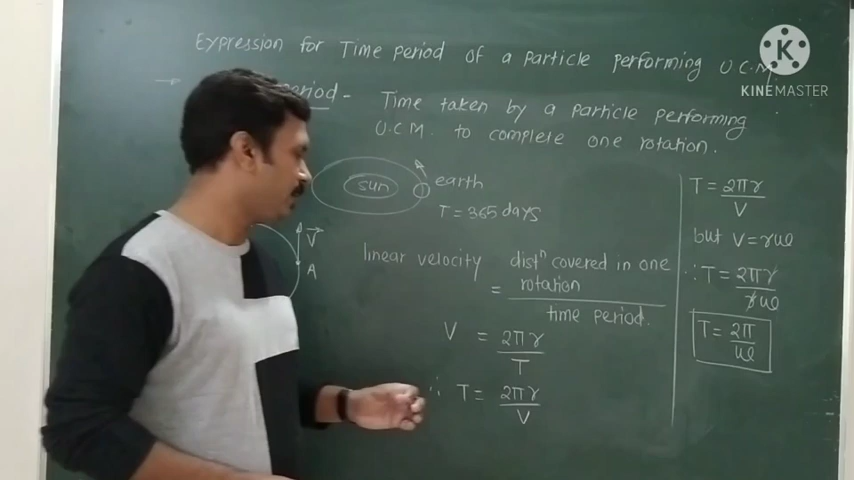 Expression for Time period of a particle performing U.C.M.
period - Time taken by a particle performing
U.C.M. to complete one rotation.
sun
earth
T = 365 days
V
A
linear velocity = distⁿ covered in one rotation / time period.
V = 2πr / T
∴ T = 2πr / V
T = 2πr / V
but V = rω
∴ T = 2πr / rω
T = 2π / ω
K
KINEMASTER